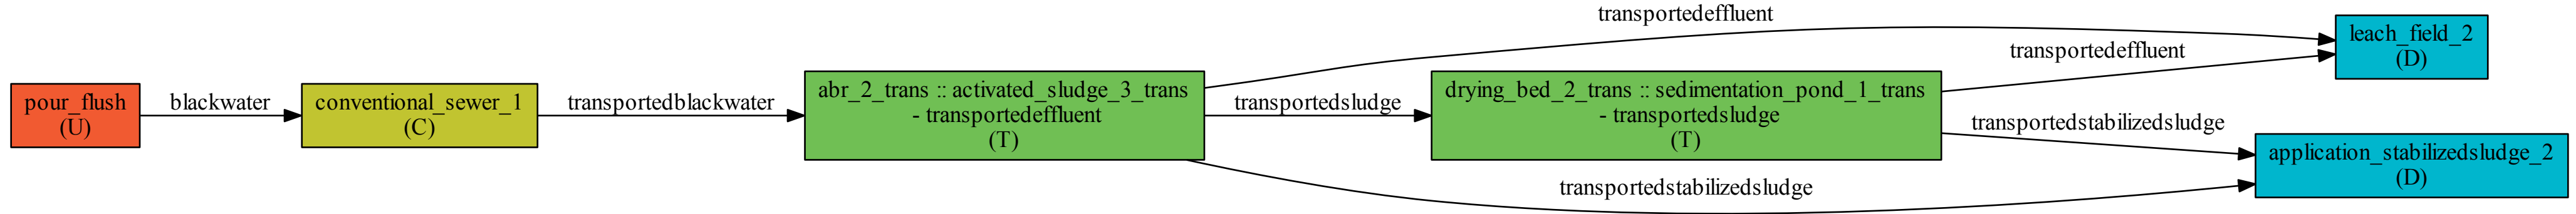 pour_flush
(U)
blackwater
conventional_sewer_1
(C)
transportedblackwater
abr_2_trans :: activated_sludge_3_trans
- transportedeffluent
(T)
transportedeffluent
transportedsludge
transportedstabilizedsludge
drying_bed_2_trans :: sedimentation_pond_1_trans
- transportedsludge
(T)
transportedeffluent
transportedstabilizedsludge
leach_field_2
(D)
application_stabilizedsludge_2
(D)